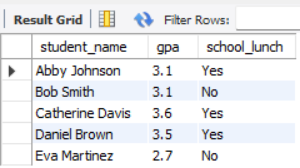 Result Grid Filter Rows:
student_name gpa school_lunch
Abby Johnson 3.1 Yes
Bob Smith 3.1 No
Catherine Davis 3.6 Yes
Daniel Brown 3.5 Yes
Eva Martinez 2.7 No